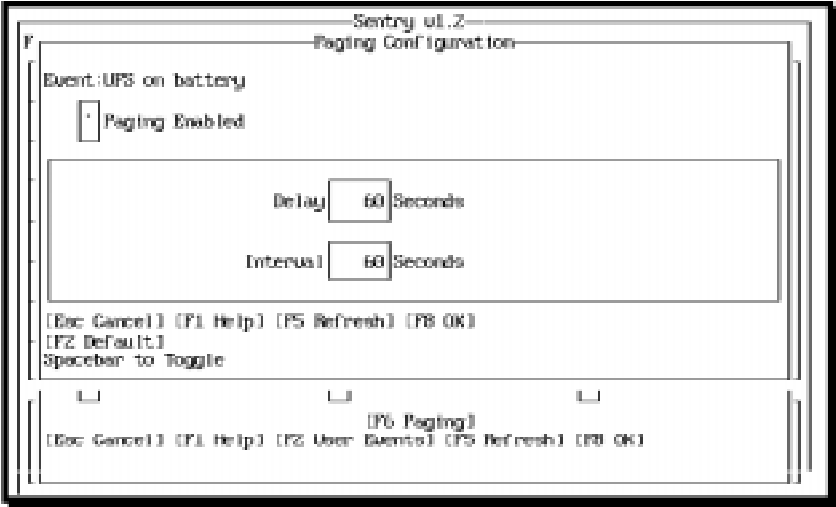 Sentry v1.2
Paging Configuration
F
Event:UPS on battery
Paging Enabled
Delay 60 Seconds
Interval 60 Seconds
[Esc Cancel] [F1 Help] [F5 Refresh] [F8 OK]
[F2 Default]
Spacebar to Toggle
[F6 Paging]
[Esc Cancel] [F1 Help] [F2 User Events] [F5 Refresh] [F8 OK]